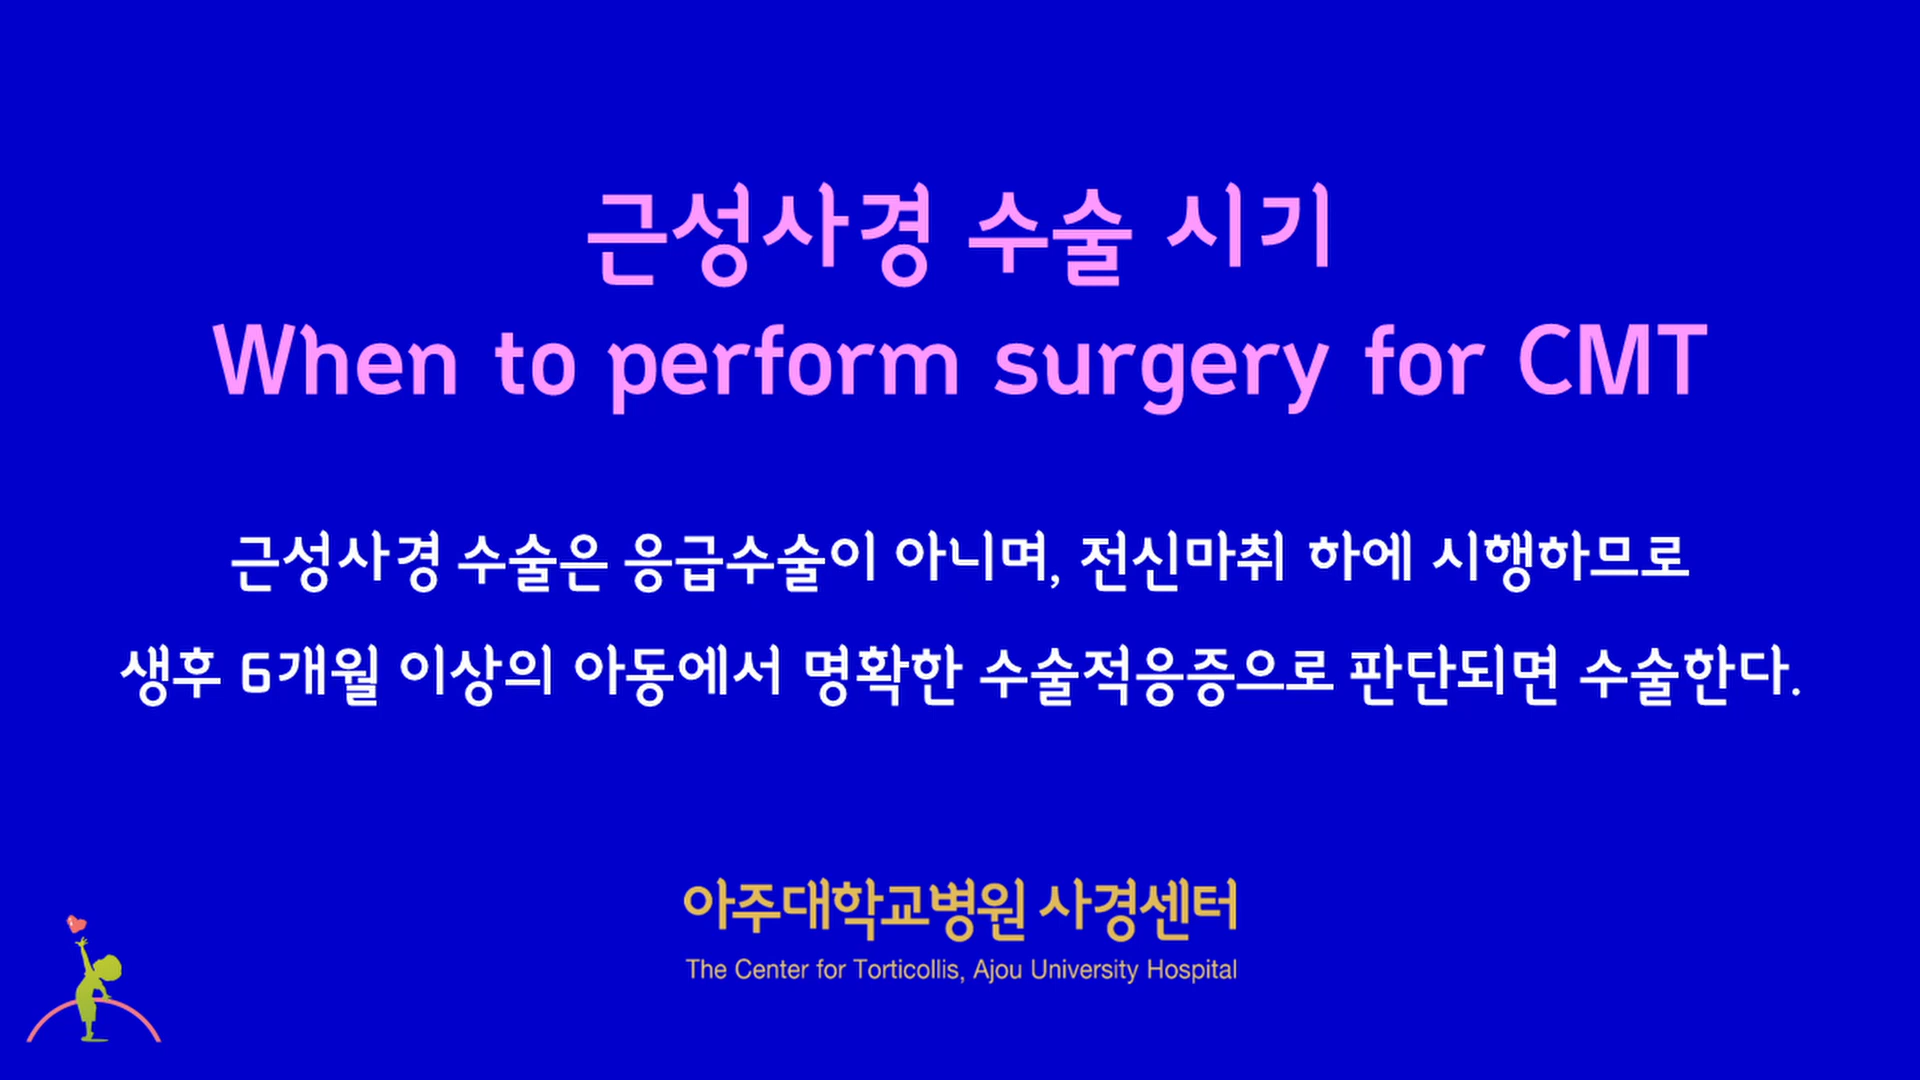 근성사경 수술 시기
When to perform surgery for CMT
근성사경 수술은 응급수술이 아니며, 전신마취 하에 시행하므로
생후 6개월 이상의 아동에서 명확한 수술적응증으로 판단되면 수술한다.
아주대학교병원 사경센터
The Center for Torticollis, Ajou University Hospital